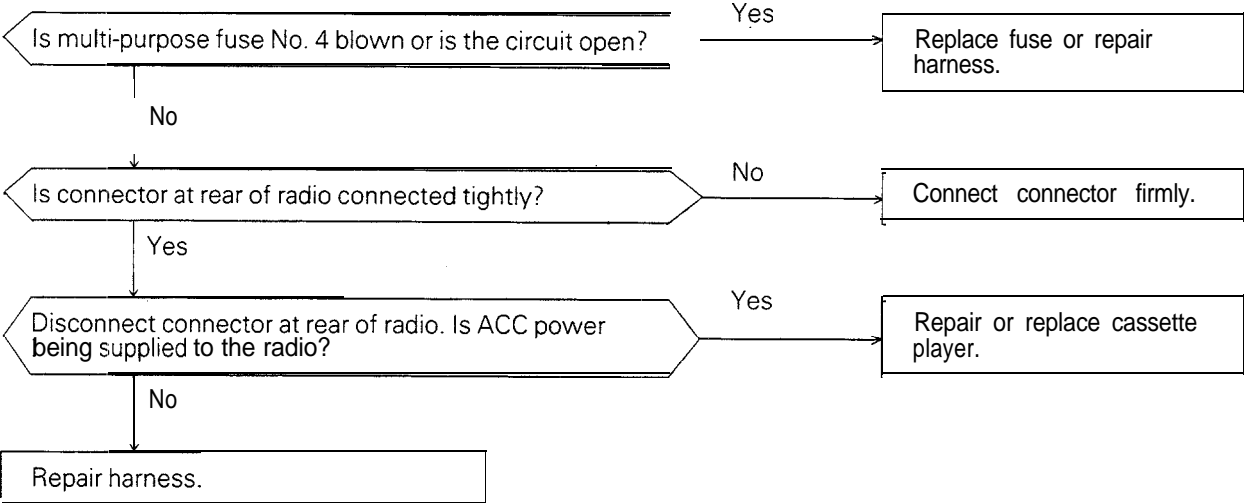 Is multi-purpose fuse No. 4 blown or is the circuit open?
Yes
Replace fuse or repair
harness.
No
Is connector at rear of radio connected tightly?
No
Connect connector firmly.
Yes
Disconnect connector at rear of radio. Is ACC power
being supplied to the radio?
Yes
Repair or replace cassette
player.
No
Repair harness.